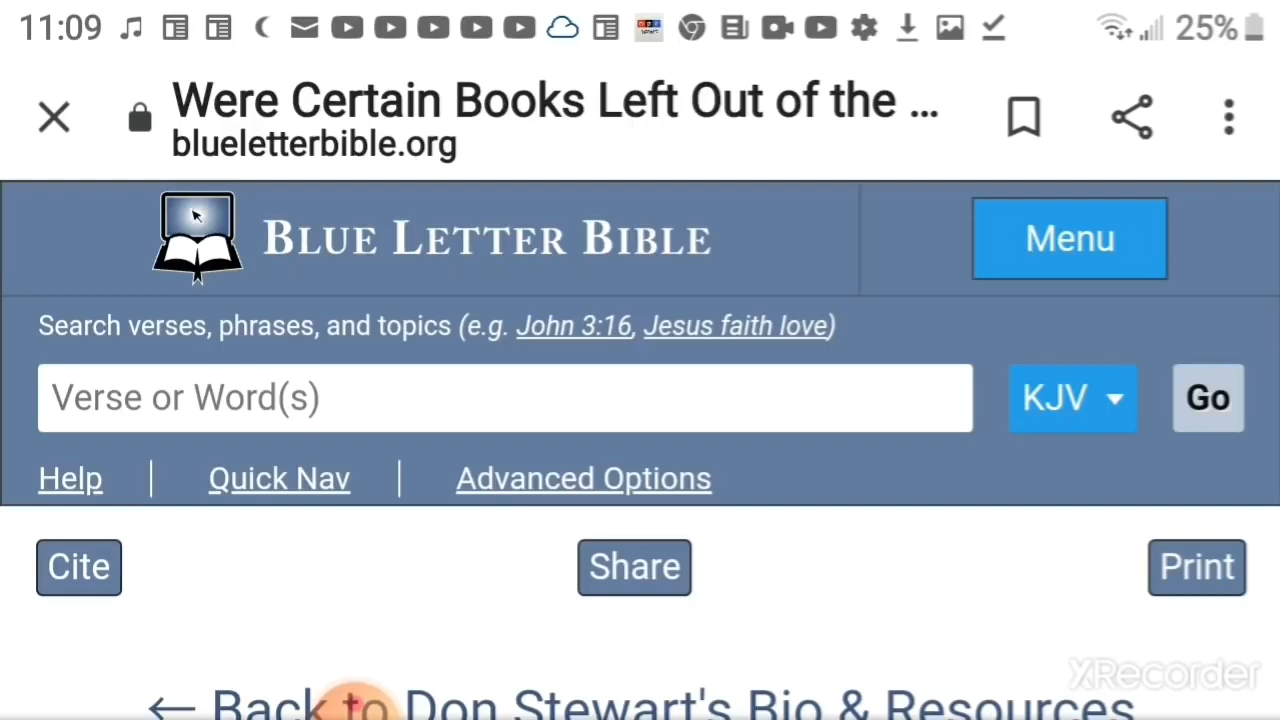 11:09
25%
Were Certain Books Left Out of the ...
blueletterbible.org
BLUE LETTER BIBLE
Menu
Search verses, phrases, and topics (e.g. John 3:16, Jesus faith love)
Verse or Word(s)
KJV
Go
Help | Quick Nav | Advanced Options
Cite
Share
Print
XRecorder
← Back to Don Stewart's Bio & Resources